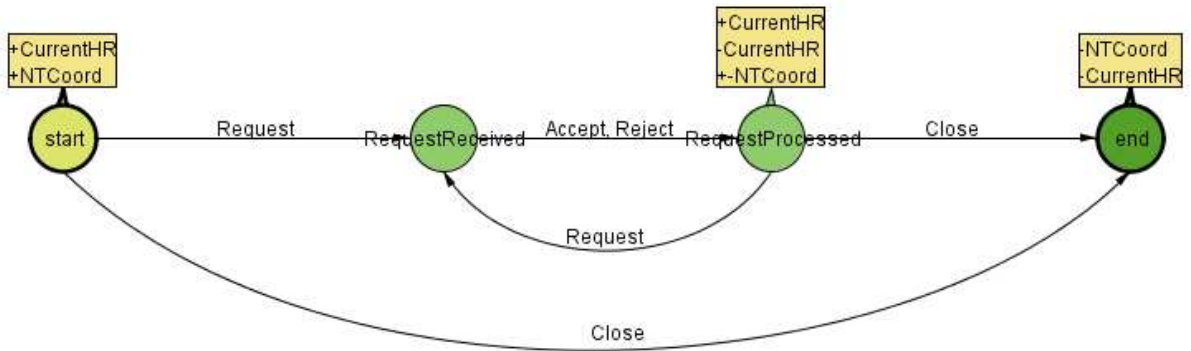 +CurrentHR
+NTCoord
+CurrentHR
-CurrentHR
+-NTCoord
-NTCoord
-CurrentHR
start
Request
RequestReceived
Accept, Reject
RequestProcessed
Close
end
Request
Close